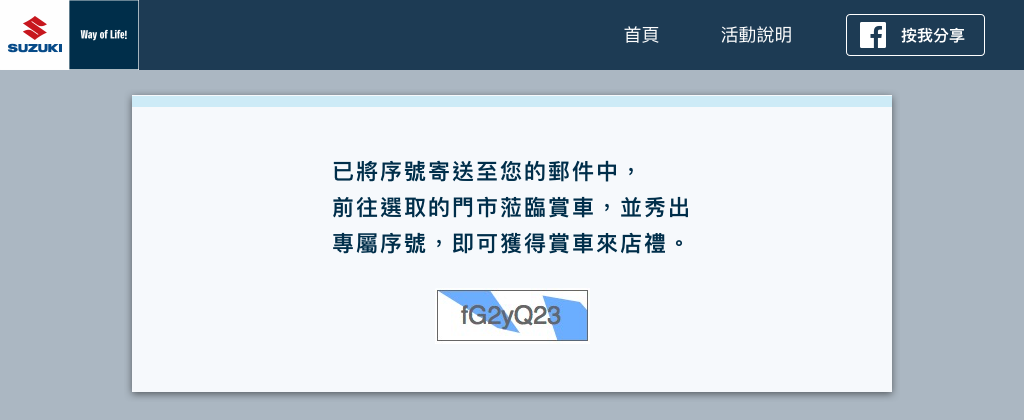 SUZUKI
Way of Life!
首頁
活動說明
按我分享
已將序號寄送至您的郵件中，
前往選取的門市蒞臨賞車，並秀出
專屬序號，即可獲得賞車來店禮。
fG2yQ23